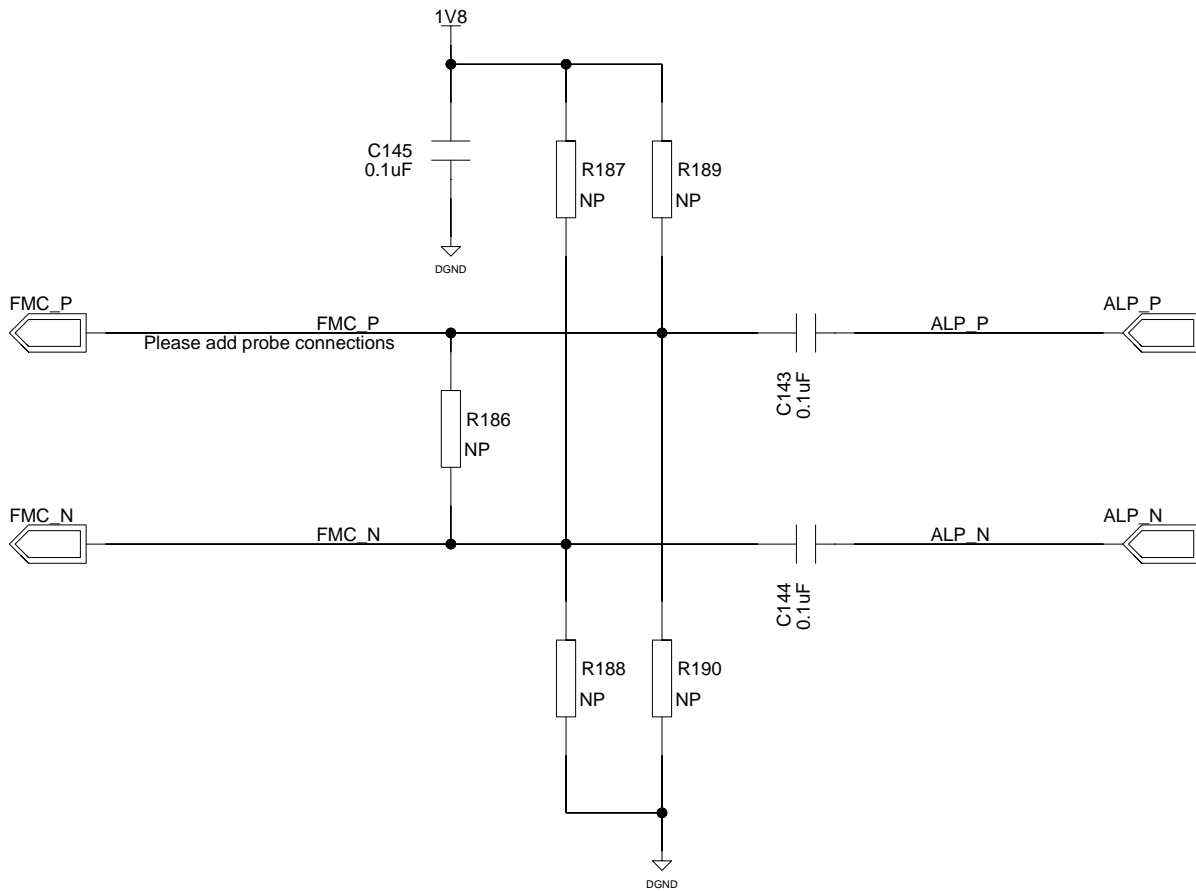 1V8
C145
0.1uF
DGND
R187
NP
R189
NP
FMC_P
FMC_P
Please add probe connections
ALP_P
ALP_P
C143
0.1uF
R186
NP
FMC_N
FMC_N
ALP_N
ALP_N
C144
0.1uF
R188
NP
R190
NP
DGND